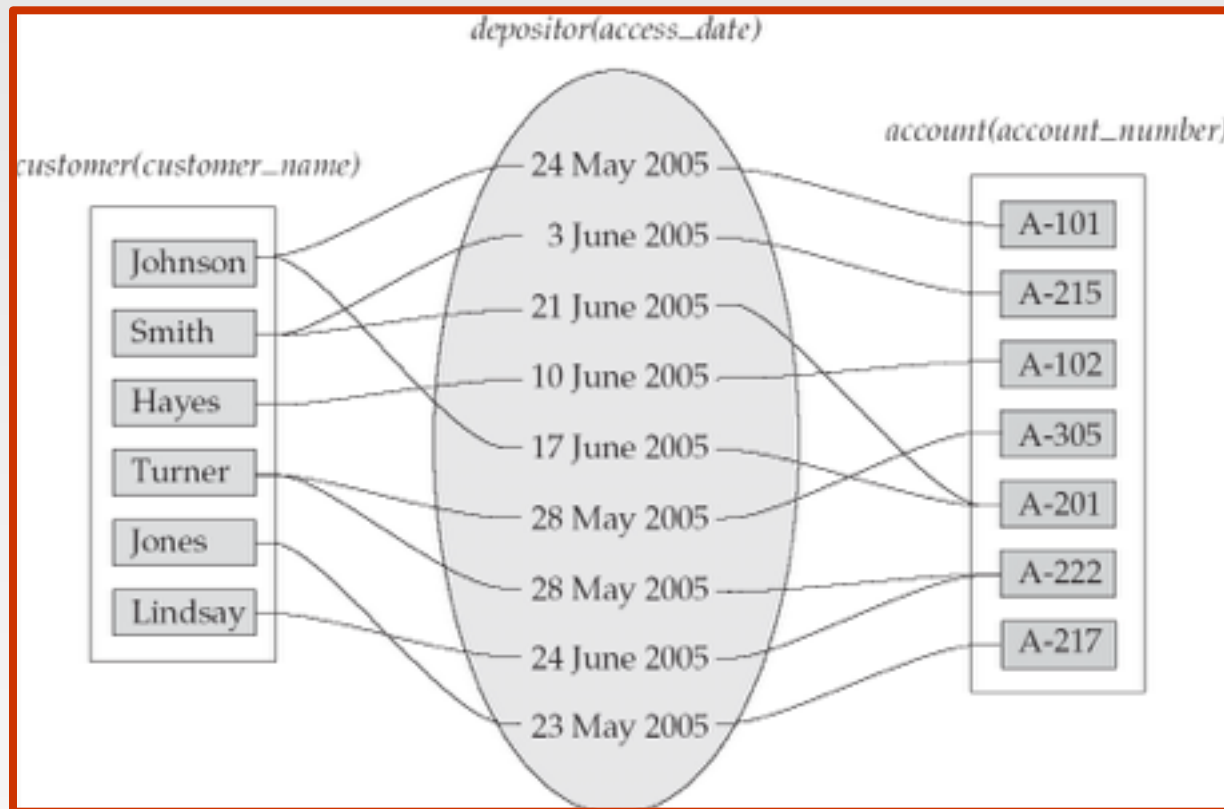 depositor(access_date)
customer(customer_name)
account(account_number)
Johnson
Smith
Hayes
Turner
Jones
Lindsay
24 May 2005
3 June 2005
21 June 2005
10 June 2005
17 June 2005
28 May 2005
28 May 2005
24 June 2005
23 May 2005
A-101
A-215
A-102
A-305
A-201
A-222
A-217